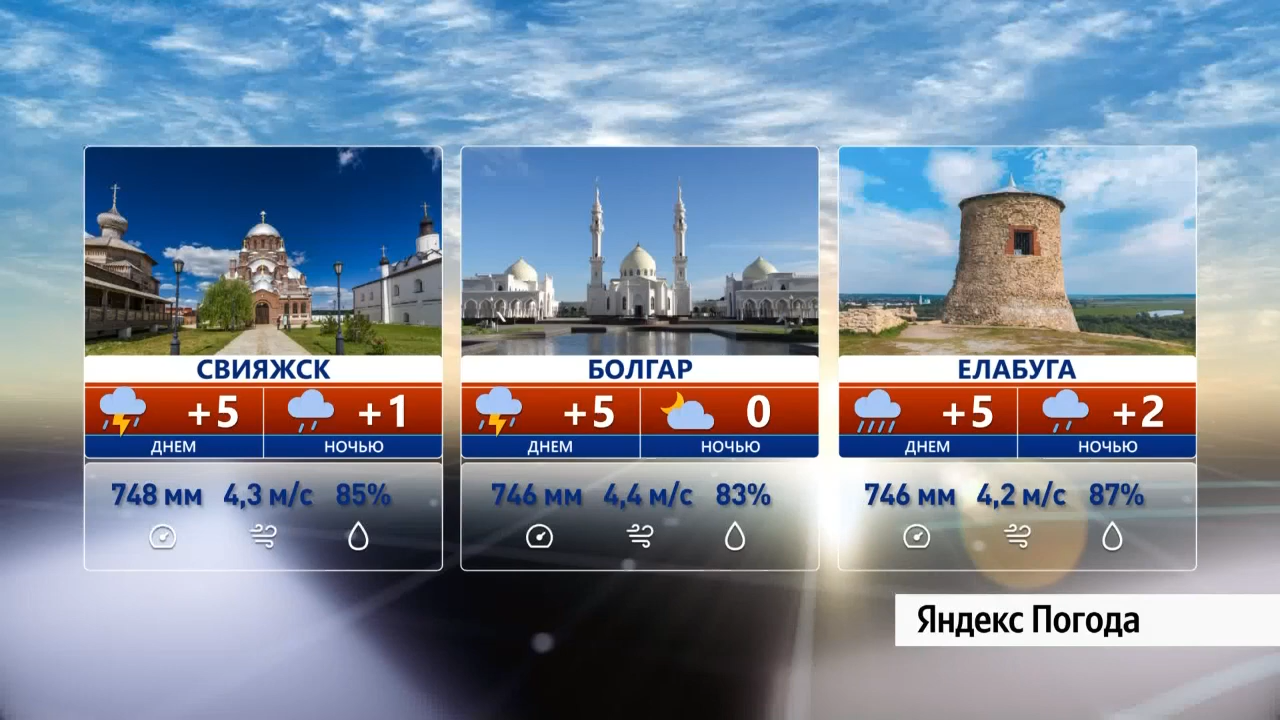 СВИЯЖСК
+5 +1
ДНЕМ НОЧЬЮ
748 мм 4,3 м/с 85%
БОЛГАР
+5 0
ДНЕМ НОЧЬЮ
746 мм 4,4 м/с 83%
ЕЛАБУГА
+5 +2
ДНЕМ НОЧЬЮ
746 мм 4,2 м/с 87%
Яндекс Погода